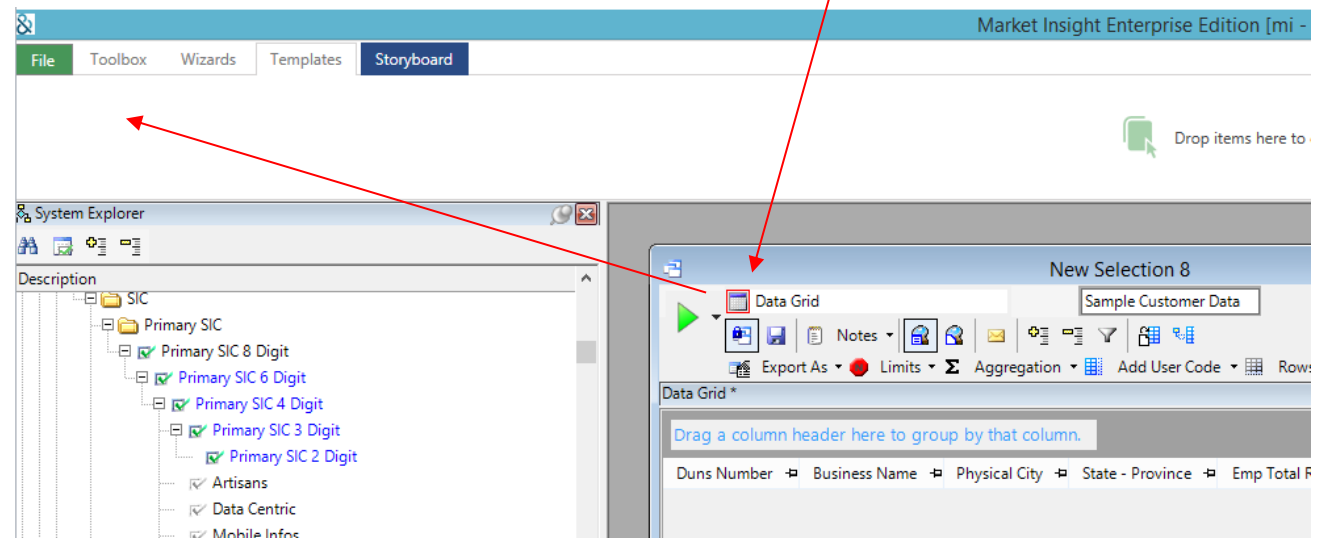 &
Market Insight Enterprise Edition [mi -
File Toolbox Wizards Templates Storyboard
Drop items here to
System Explorer
Description
SIC
Primary SIC
Primary SIC 8 Digit
Primary SIC 6 Digit
Primary SIC 4 Digit
Primary SIC 3 Digit
Primary SIC 2 Digit
Artisans
Data Centric
Mobile Infos
New Selection 8
Data Grid Sample Customer Data
Notes
Export As Limits Σ Aggregation Add User Code Rows
Data Grid *
Drag a column header here to group by that column.
Duns Number Business Name Physical City State - Province Emp Total